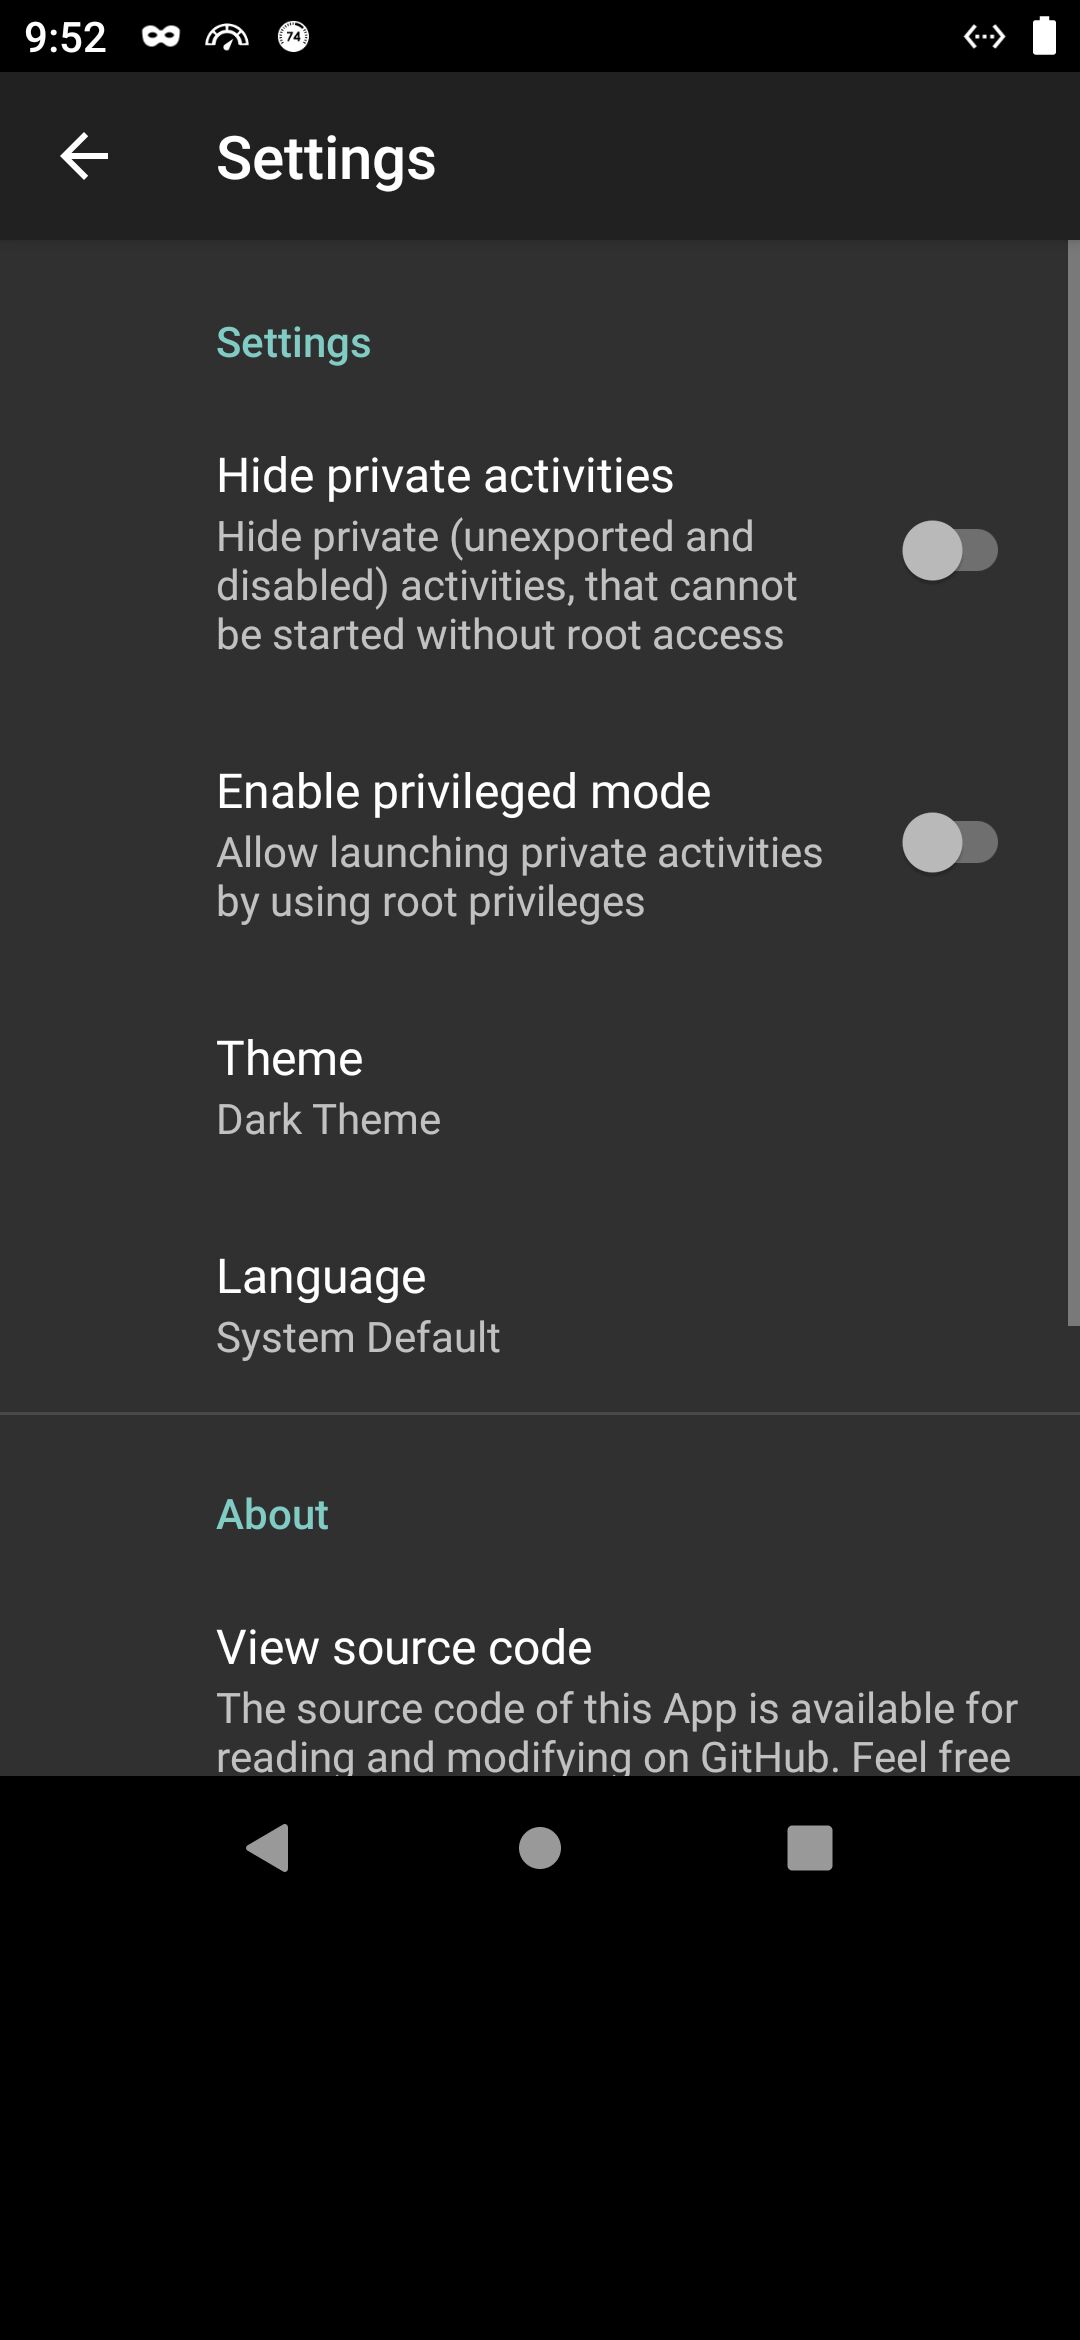 9:52
74
Settings
Settings
Hide private activities
Hide private (unexported and
disabled) activities, that cannot
be started without root access
Enable privileged mode
Allow launching private activities
by using root privileges
Theme
Dark Theme
Language
System Default
About
View source code
The source code of this App is available for
reading and modifying on GitHub. Feel free